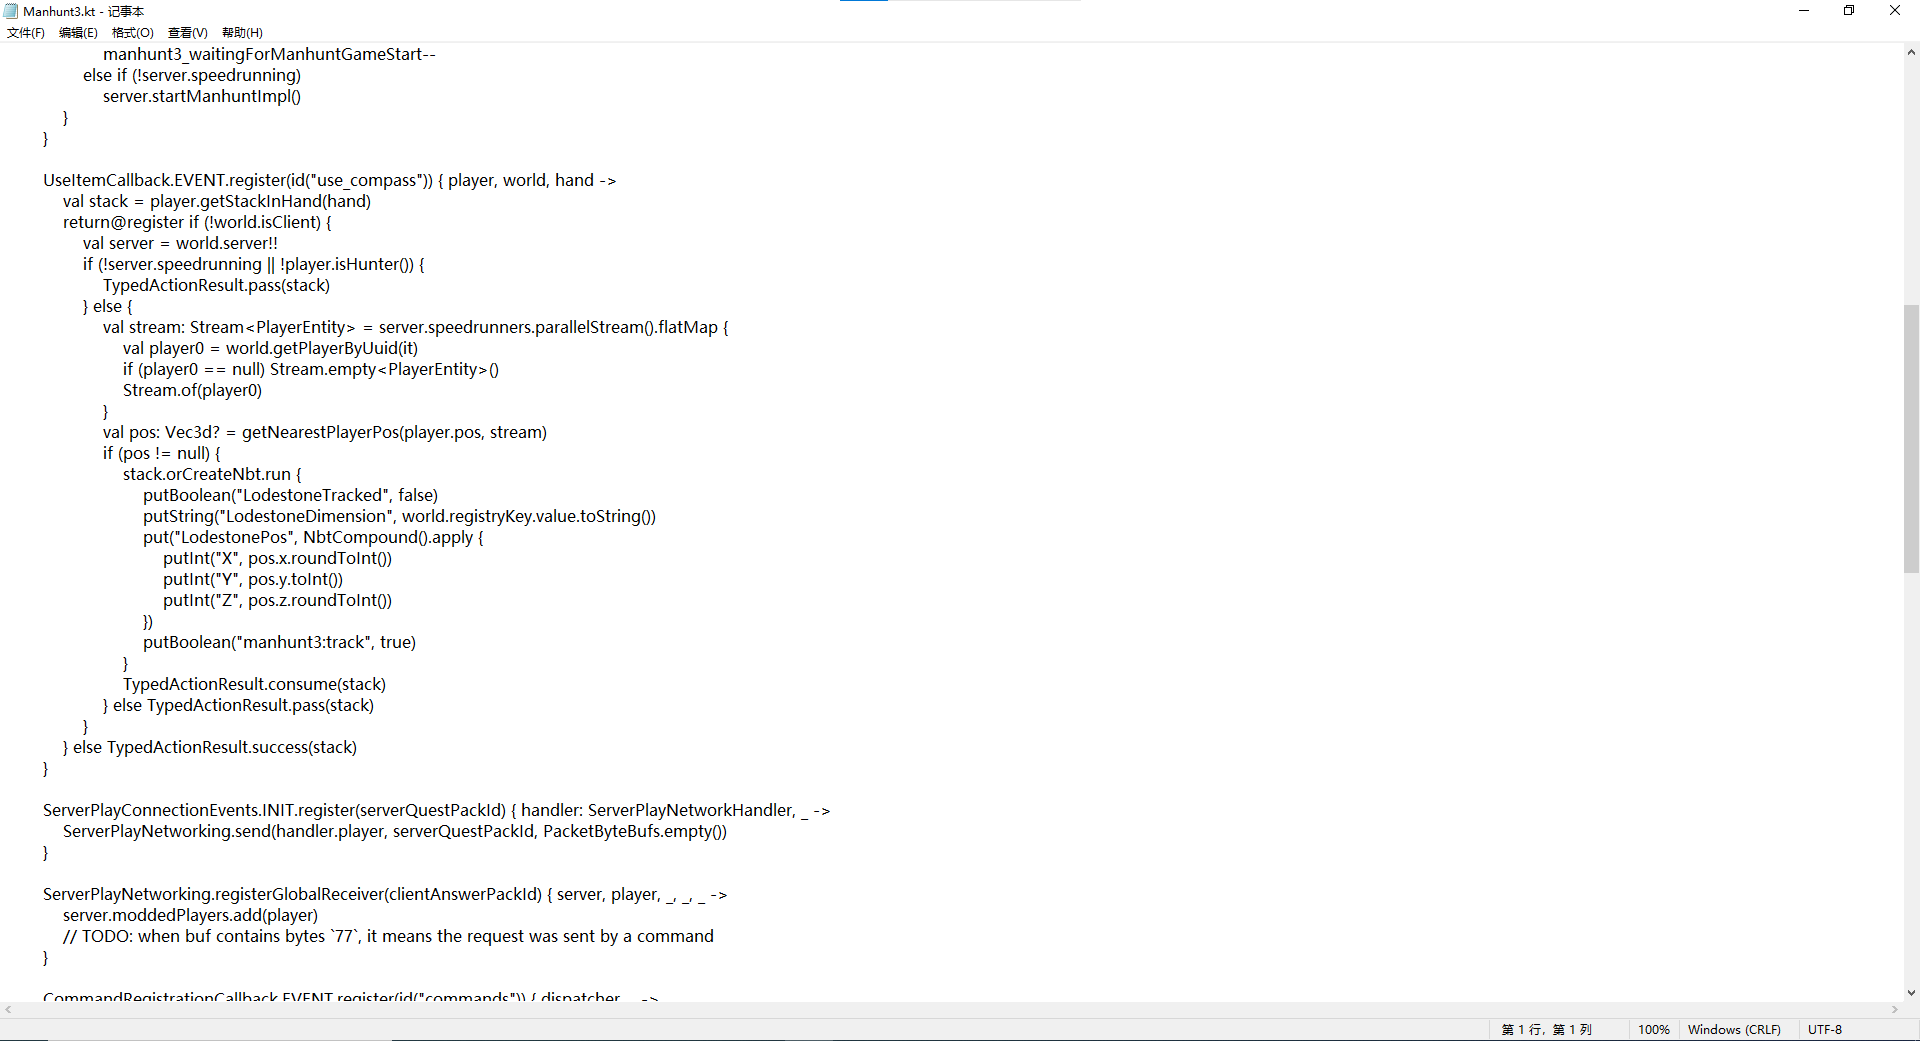 Manhunt3.kt - 记事本
文件(F) 编辑(E) 格式(O) 查看(V) 帮助(H)
manhunt3_waitingForManhuntGameStart--
else if (!server.speedrunning)
server.startManhuntImpl()
}
}
UseItemCallback.EVENT.register(id("use_compass")) { player, world, hand ->
val stack = player.getStackInHand(hand)
return@register if (!world.isClient) {
val server = world.server!!
if (!server.speedrunning || !player.isHunter()) {
TypedActionResult.pass(stack)
} else {
val stream: Stream<PlayerEntity> = server.speedrunners.parallelStream().flatMap {
val player0 = world.getPlayerByUuid(it)
if (player0 == null) Stream.empty<PlayerEntity>()
Stream.of(player0)
}
val pos: Vec3d? = getNearestPlayerPos(player.pos, stream)
if (pos != null) {
stack.orCreateNbt.run {
putBoolean("LodestoneTracked", false)
putString("LodestoneDimension", world.registryKey.value.toString())
put("LodestonePos", NbtCompound().apply {
putInt("X", pos.x.roundToInt())
putInt("Y", pos.y.toInt())
putInt("Z", pos.z.roundToInt())
})
putBoolean("manhunt3:track", true)
}
TypedActionResult.consume(stack)
} else TypedActionResult.pass(stack)
}
} else TypedActionResult.success(stack)
}
ServerPlayConnectionEvents.INIT.register(serverQuestPackId) { handler: ServerPlayNetworkHandler, _ ->
ServerPlayNetworking.send(handler.player, serverQuestPackId, PacketByteBufs.empty())
}
ServerPlayNetworking.registerGlobalReceiver(clientAnswerPackId) { server, player, _, _, _ ->
server.moddedPlayers.add(player)
// TODO: when buf contains bytes `77`, it means the request was sent by a command
}
CommandRegistrationCallback.EVENT.register(id("commands")) { dispatcher, _ ->
第 1 行，第 1 列 100% Windows (CRLF) UTF-8